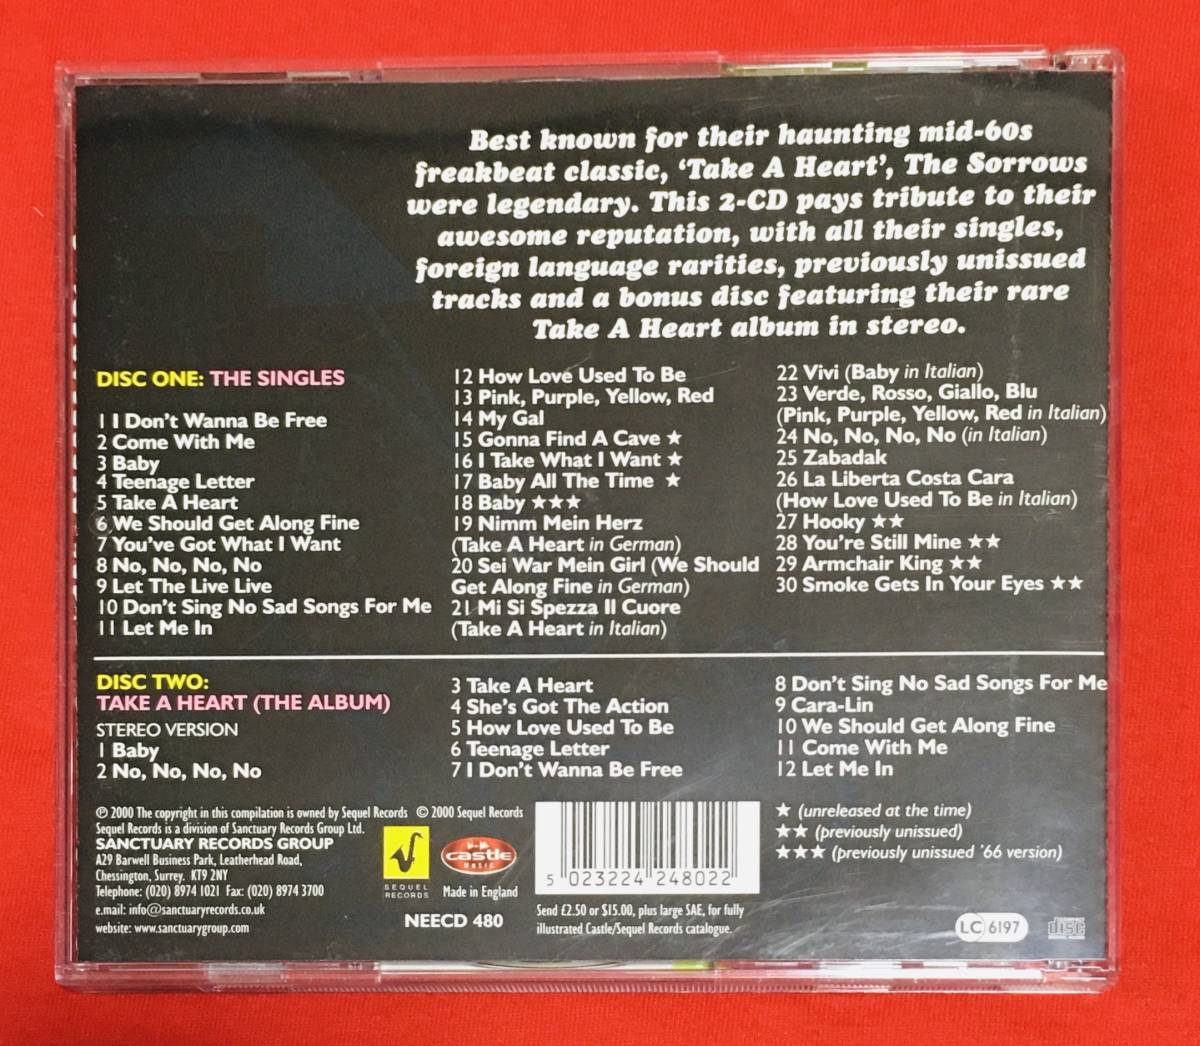 Best known for their haunting mid-60s
freakbeat classic, ‘Take A Heart’, The Sorrows
were legendary. This 2-CD pays tribute to their
awesome reputation, with all their singles,
foreign language rarities, previously unissued
tracks and a bonus disc featuring their rare
Take A Heart album in stereo.
DISC ONE: THE SINGLES
1 I Don't Wanna Be Free
2 Come With Me
3 Baby
4 Teenage Letter
5 Take A Heart
6 We Should Get Along Fine
7 You've Got What I Want
8 No, No, No, No
9 Let The Live Live
10 Don't Sing No Sad Songs For Me
11 Let Me In
12 How Love Used To Be
13 Pink, Purple, Yellow, Red
14 My Gal
15 Gonna Find A Cave ★
16 I Take What I Want ★
17 Baby All The Time ★
18 Baby ★★★
19 Nimm Mein Herz
(Take A Heart in German)
20 Sei War Mein Girl (We Should
Get Along Fine in German)
21 Mi Si Spezza Il Cuore
(Take A Heart in Italian)
22 Vivi (Baby in Italian)
23 Verde, Rosso, Giallo, Blu
(Pink, Purple, Yellow, Red in Italian)
24 No, No, No, No (in Italian)
25 Zabadak
26 La Liberta Costa Cara
(How Love Used To Be in Italian)
27 Hooky ★★
28 You're Still Mine ★★
29 Armchair King ★★
30 Smoke Gets In Your Eyes ★★
DISC TWO:
TAKE A HEART (THE ALBUM)
STEREO VERSION
1 Baby
2 No, No, No, No
3 Take A Heart
4 She's Got The Action
5 How Love Used To Be
6 Teenage Letter
7 I Don't Wanna Be Free
8 Don't Sing No Sad Songs For Me
9 Cara-Lin
10 We Should Get Along Fine
11 Come With Me
12 Let Me In
℗ 2000 The copyright in this compilation is owned by Sequel Records © 2000 Sequel Records
Sequel Records is a division of Sanctuary Records Group Ltd.
SANCTUARY RECORDS GROUP
A29 Barwell Business Park, Leatherhead Road,
Chessington, Surrey. KT9 2NY
Telephone: (020) 8974 1021 Fax: (020) 8974 3700
e.mail: info@sanctuaryrecords.co.uk
website: www.sanctuarygroup.com
SEQUEL
RECORDS
castle
MUSIC
Made in England
NEECD 480
5 023224 248022
Send £2.50 or $15.00, plus large SAE, for fully
illustrated Castle/Sequel Records catalogue.
★ (unreleased at the time)
★★ (previously unissued)
★★★ (previously unissued '66 version)
LC 6197
disc